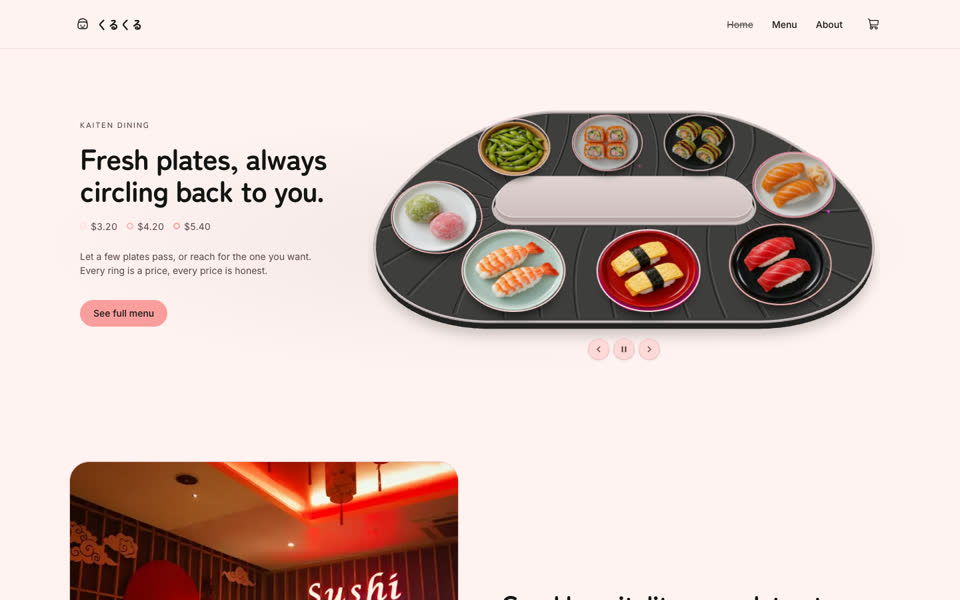 くるくる
Home
Menu
About
KAITEN DINING
Fresh plates, always
circling back to you.
$3.20 $4.20 $5.40
Let a few plates pass, or reach for the one you want.
Every ring is a price, every price is honest.
See full menu
Sushi